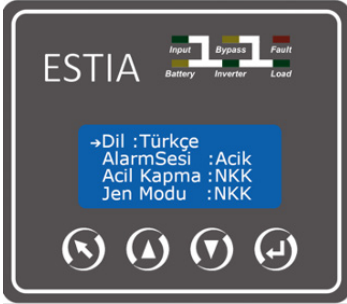 ESTIA
Input Bypass Fault
Battery Inverter Load
→Dil :Türkçe
AlarmSesi :Acik
Acil Kapma :NKK
Jen Modu :NKK